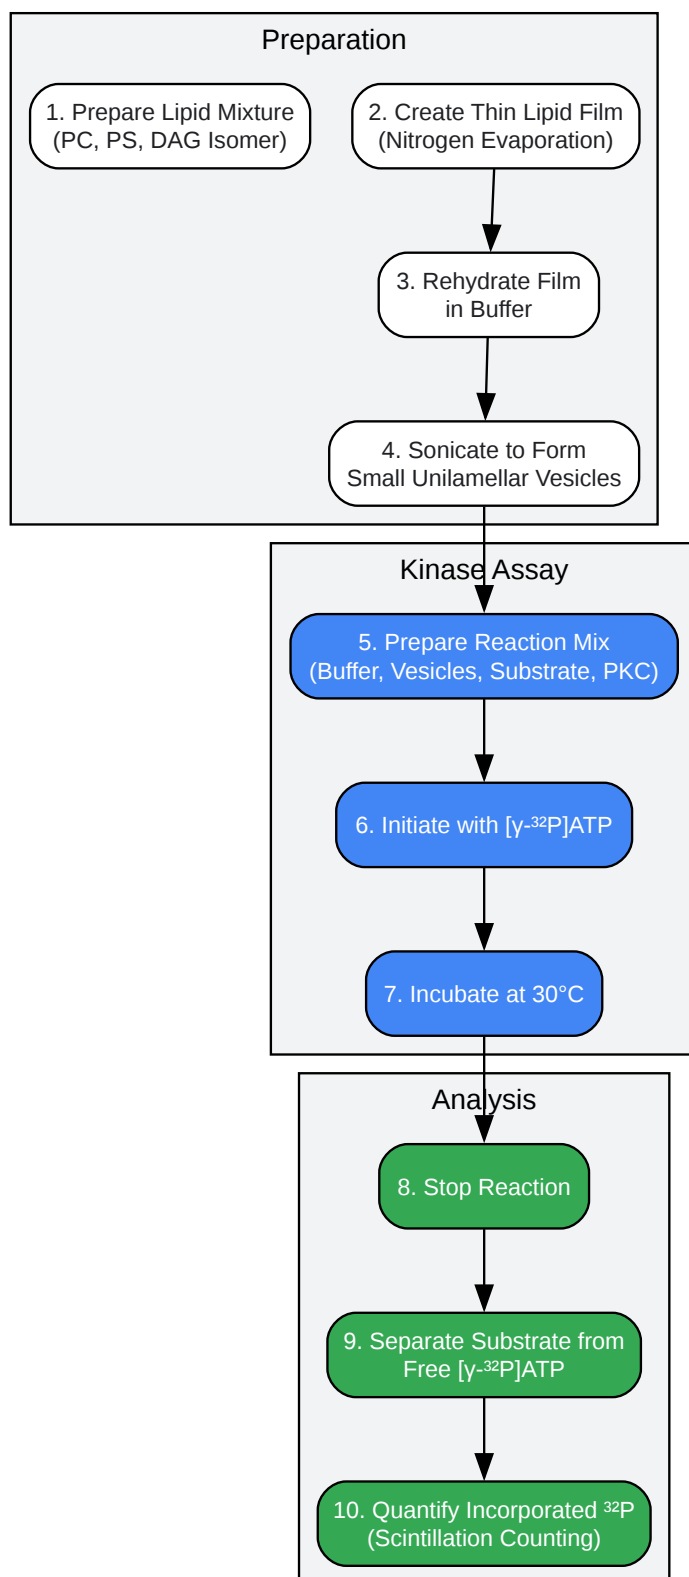 Preparation
1. Prepare Lipid Mixture
(PC, PS, DAG Isomer)
2. Create Thin Lipid Film
(Nitrogen Evaporation)
3. Rehydrate Film
in Buffer
4. Sonicate to Form
Small Unilamellar Vesicles
Kinase Assay
5. Prepare Reaction Mix
(Buffer, Vesicles, Substrate, PKC)
6. Initiate with [γ-³²P]ATP
7. Incubate at 30°C
Analysis
8. Stop Reaction
9. Separate Substrate from
Free [γ-³²P]ATP
10. Quantify Incorporated ³²P
(Scintillation Counting)